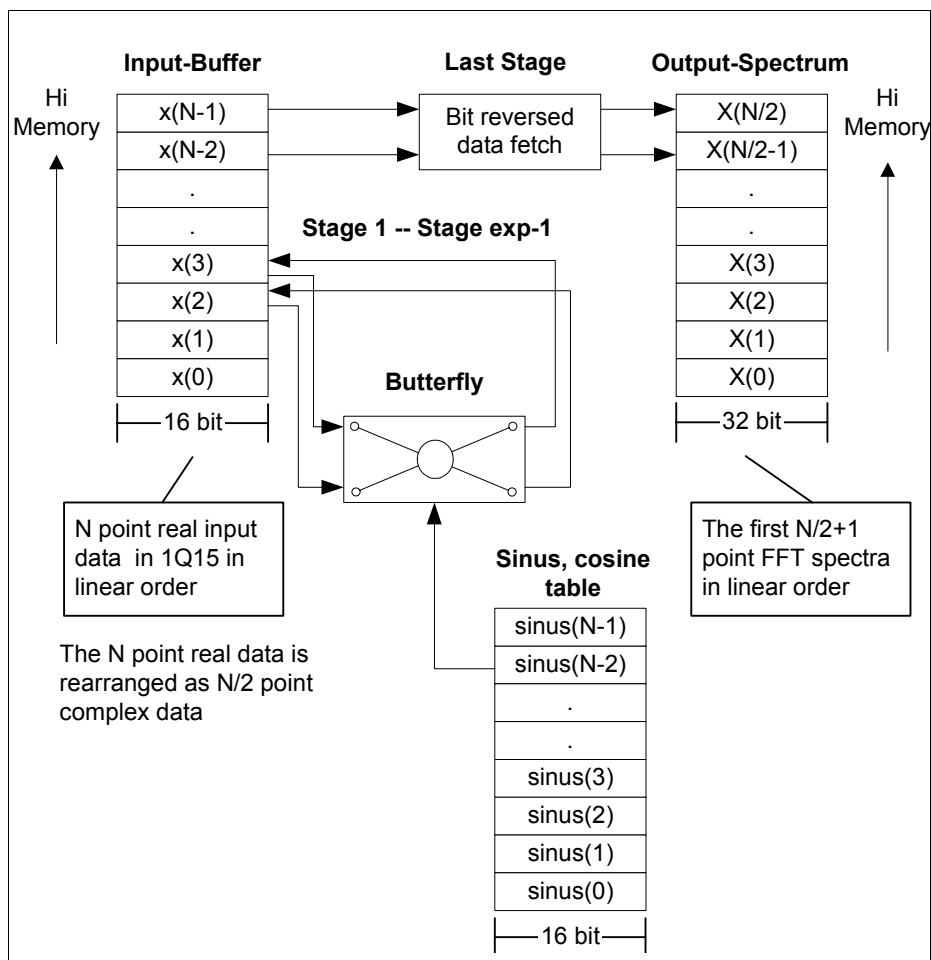 Input-Buffer
Last Stage
Output-Spectrum
Hi
Memory
x(N-1)
x(N-2)
.
.
x(3)
x(2)
x(1)
x(0)
16 bit
Bit reversed
data fetch
X(N/2)
X(N/2-1)
.
.
X(3)
X(2)
X(1)
X(0)
32 bit
Hi
Memory
Stage 1 -- Stage exp-1
Butterfly
N point real input
data in 1Q15 in
linear order
The N point real data is
rearranged as N/2 point
complex data
The first N/2+1
point FFT spectra
in linear order
Sinus, cosine
table
sinus(N-1)
sinus(N-2)
.
.
sinus(3)
sinus(2)
sinus(1)
sinus(0)
16 bit